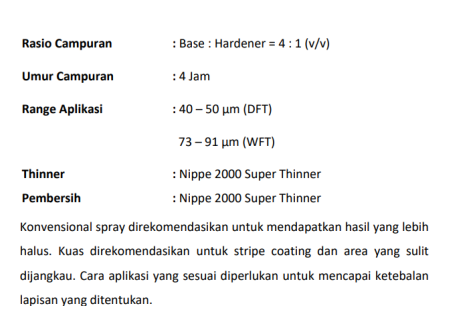 Rasio Campuran : Base : Hardener = 4 : 1 (v/v)
Umur Campuran : 4 Jam
Range Aplikasi : 40 – 50 µm (DFT)
73 – 91 µm (WFT)
Thinner : Nippe 2000 Super Thinner
Pembersih : Nippe 2000 Super Thinner
Konvensional spray direkomendasikan untuk mendapatkan hasil yang lebih
halus. Kuas direkomendasikan untuk stripe coating dan area yang sulit
dijangkau. Cara aplikasi yang sesuai diperlukan untuk mencapai ketebalan
lapisan yang ditentukan.